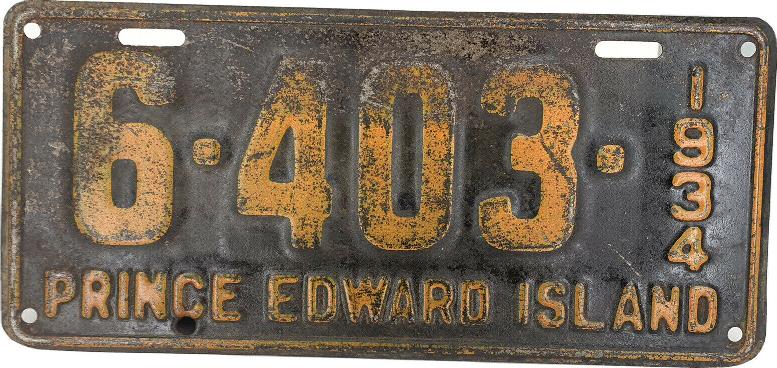 6·403·
1934
PRINCE EDWARD ISLAND